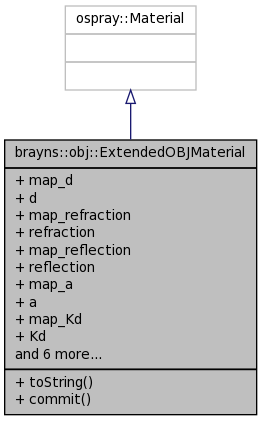 ospray::Material
brayns::obj::ExtendedOBJMaterial
+ map_d
+ d
+ map_refraction
+ refraction
+ map_reflection
+ reflection
+ map_a
+ a
+ map_Kd
+ Kd
and 6 more...
+ toString()
+ commit()